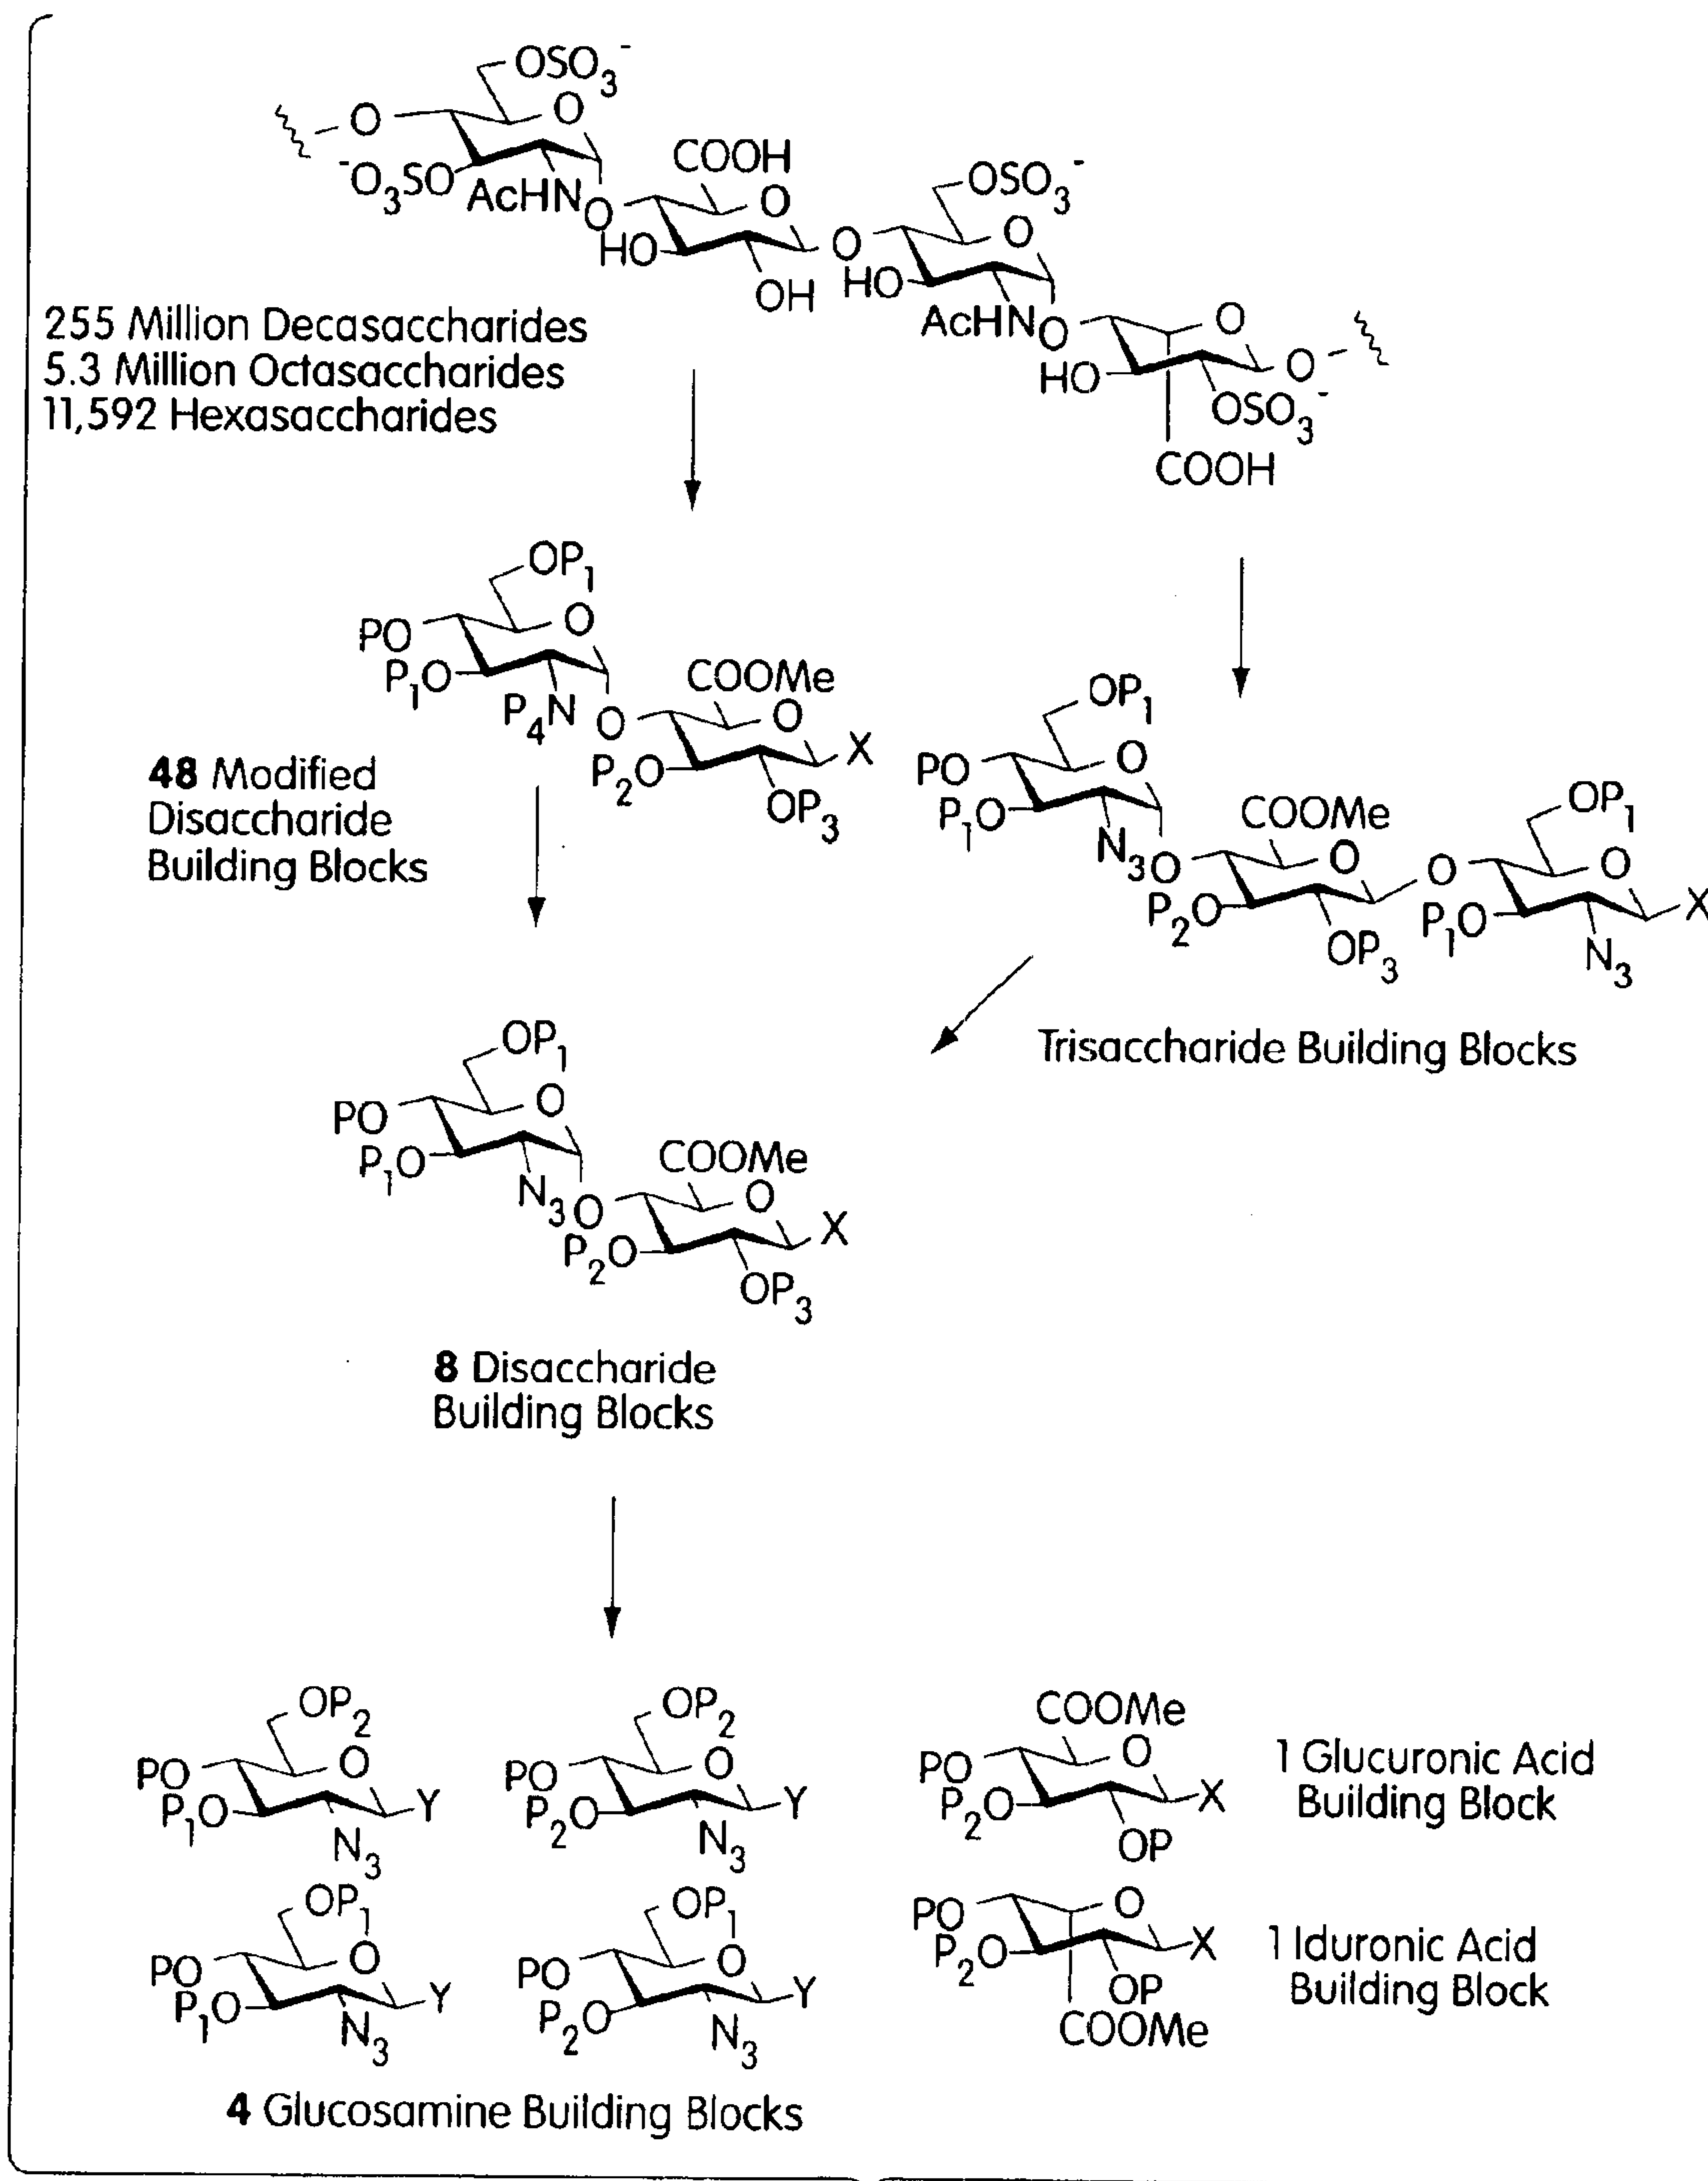 OSO3-
O
O
-O3SO
AcHN
O
COOH
O
HO
OH
O
OSO3-
O
HO
AcHN
O
O
HO
O
OSO3-
COOH
255 Million Decasaccharides
5.3 Million Octasaccharides
11,592 Hexasaccharides
OP1
O
PO
P1O
P4N
O
COOMe
O
X
P2O
OP3
48 Modified
Disaccharide
Building Blocks
OP1
O
PO
P1O
N3
O
COOMe
O
P2O
OP3
O
OP1
O
P1O
N3
X
Trisaccharide Building Blocks
OP1
O
PO
P1O
N3
O
COOMe
O
X
P2O
OP3
8 Disaccharide
Building Blocks
OP2
O
PO
P1O
Y
N3
OP2
O
PO
P2O
Y
N3
COOMe
O
PO
P2O
X
OP
1 Glucuronic Acid
Building Block
OP1
O
PO
P1O
Y
N3
OP1
O
PO
P2O
Y
N3
O
PO
P2O
X
OP
COOMe
1 Iduronic Acid
Building Block
4 Glucosamine Building Blocks